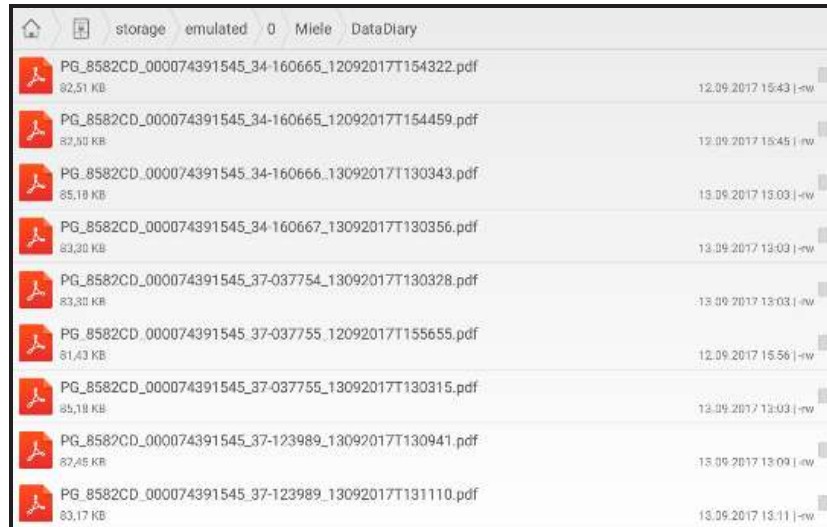 storage emulated 0 Miele DataDiary
PG_8582CD_000074391545_34-160665_12092017T154322.pdf
82,51 KB 12.09.2017 15:43 | -rw
PG_8582CD_000074391545_34-160665_12092017T154459.pdf
82,50 KB 12.09.2017 15:45 | -rw
PG_8582CD_000074391545_34-160666_13092017T130343.pdf
85,18 KB 13.09.2017 13:03 | -rw
PG_8582CD_000074391545_34-160667_13092017T130356.pdf
83,30 KB 13.09.2017 13:03 | -rw
PG_8582CD_000074391545_37-037754_13092017T130328.pdf
83,30 KB 13.09.2017 13:03 | -rw
PG_8582CD_000074391545_37-037755_12092017T155655.pdf
81,43 KB 12.09.2017 15:56 | -rw
PG_8582CD_000074391545_37-037755_13092017T130315.pdf
85,18 KB 13.09.2017 13:03 | -rw
PG_8582CD_000074391545_37-123989_13092017T130941.pdf
82,45 KB 13.09.2017 13:09 | -rw
PG_8582CD_000074391545_37-123989_13092017T131110.pdf
83,17 KB 13.09.2017 13:11 | -rw